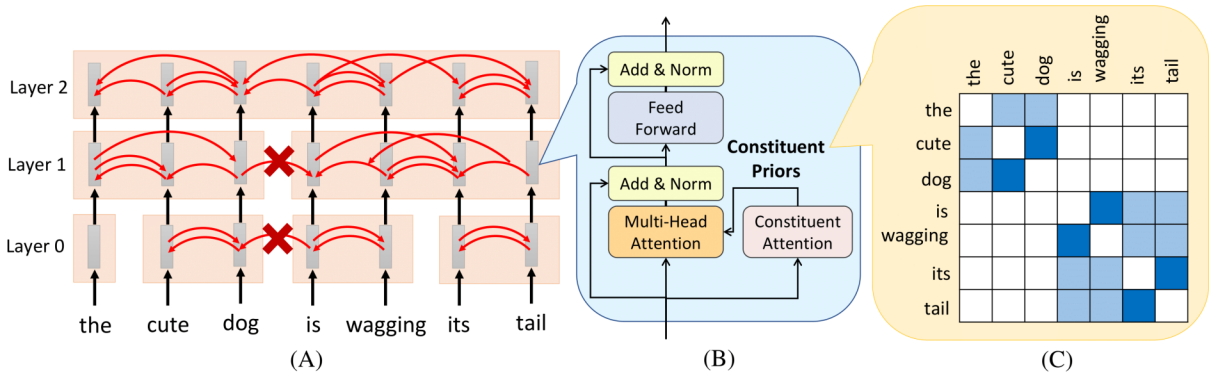 Layer 2
Layer 1
Layer 0
the cute dog is wagging its tail
(A)
Add & Norm
Feed
Forward
Constituent
Priors
Add & Norm
Multi-Head
Attention
Constituent
Attention
(B)
the cute dog is wagging its tail
the
cute
dog
is
wagging
its
tail
(C)